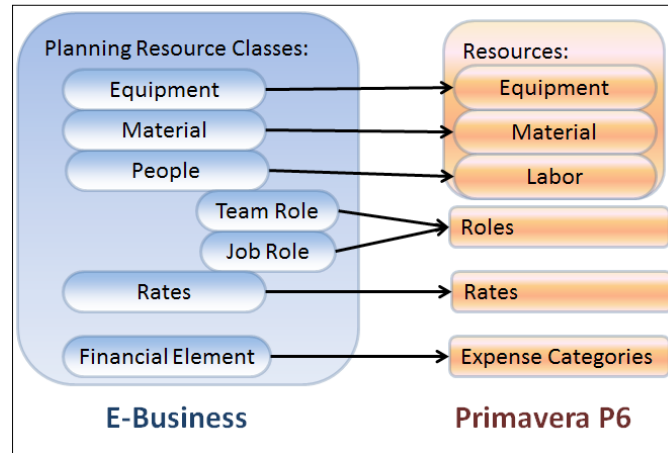 Planning Resource Classes:
Equipment
Material
People
Team Role
Job Role
Rates
Financial Element
E-Business
Resources:
Equipment
Material
Labor
Roles
Rates
Expense Categories
Primavera P6